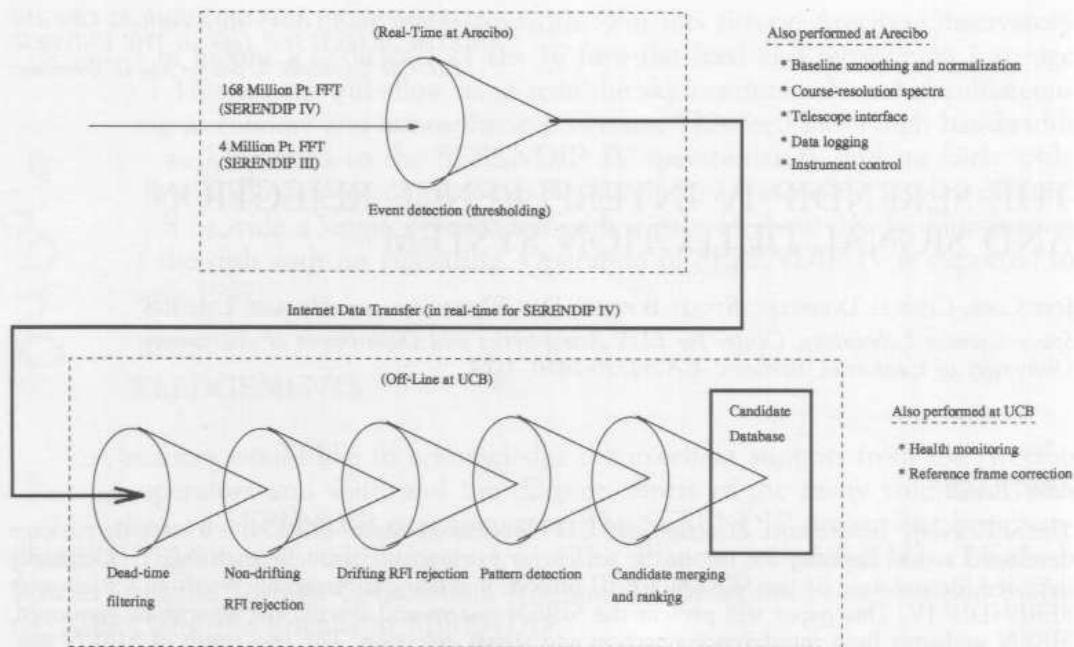 (Real-Time at Arecibo)
Also performed at Arecibo
* Baseline smoothing and normalization
* Course-resolution spectra
* Telescope interface
* Data logging
* Instrument control
168 Million Pt. FFT
(SERENDIP IV)
4 Million Pt. FFT
(SERENDIP III)
Event detection (thresholding)
Internet Data Transfer (in real-time for SERENDIP IV)
(Off-Line at UCB)
Candidate
Database
Also performed at UCB
* Health monitoring
* Reference frame correction
Dead-time
filtering
Non-drifting
RFI rejection
Drifting RFI rejection
Pattern detection
Candidate merging
and ranking